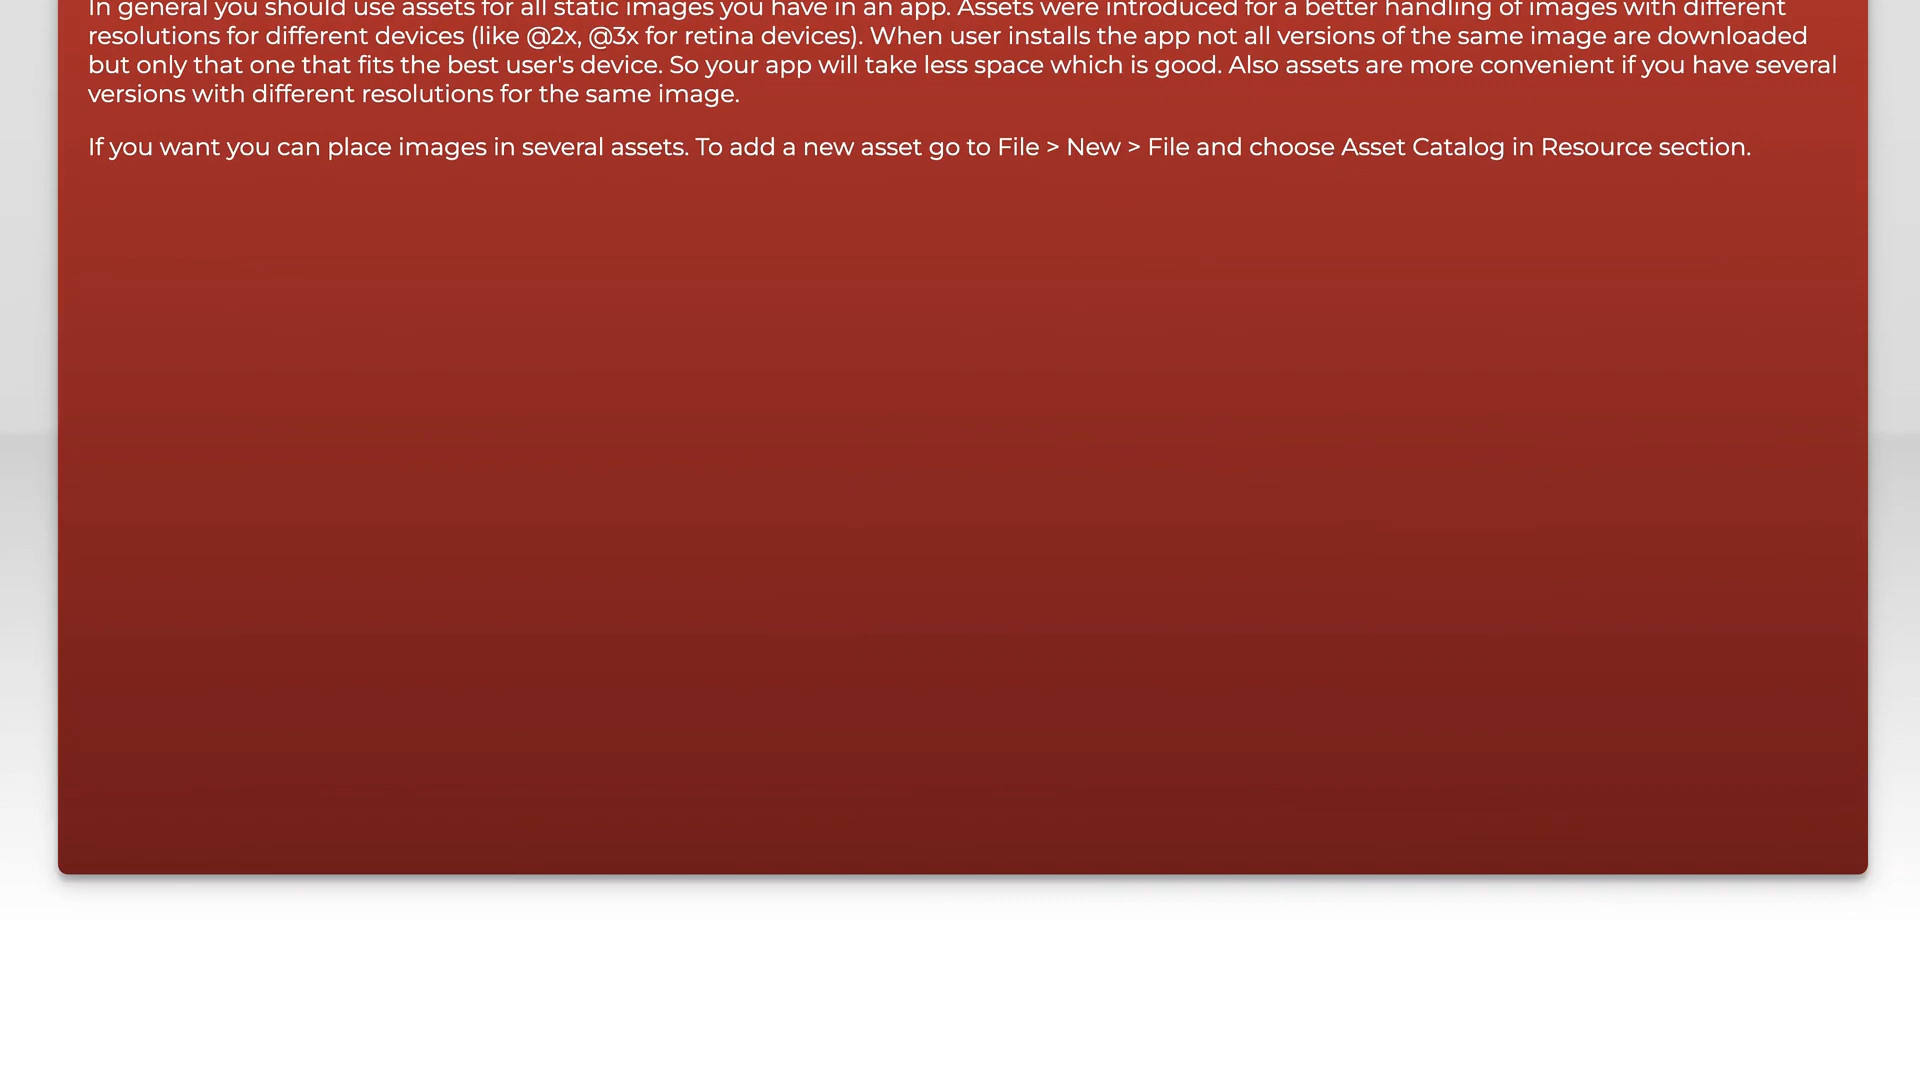 In general you should use assets for all static images you have in an app. Assets were introduced for a better handling of images with different
resolutions for different devices (like @2x, @3x for retina devices). When user installs the app not all versions of the same image are downloaded
but only that one that fits the best user's device. So your app will take less space which is good. Also assets are more convenient if you have several
versions with different resolutions for the same image.
If you want you can place images in several assets. To add a new asset go to File > New > File and choose Asset Catalog in Resource section.